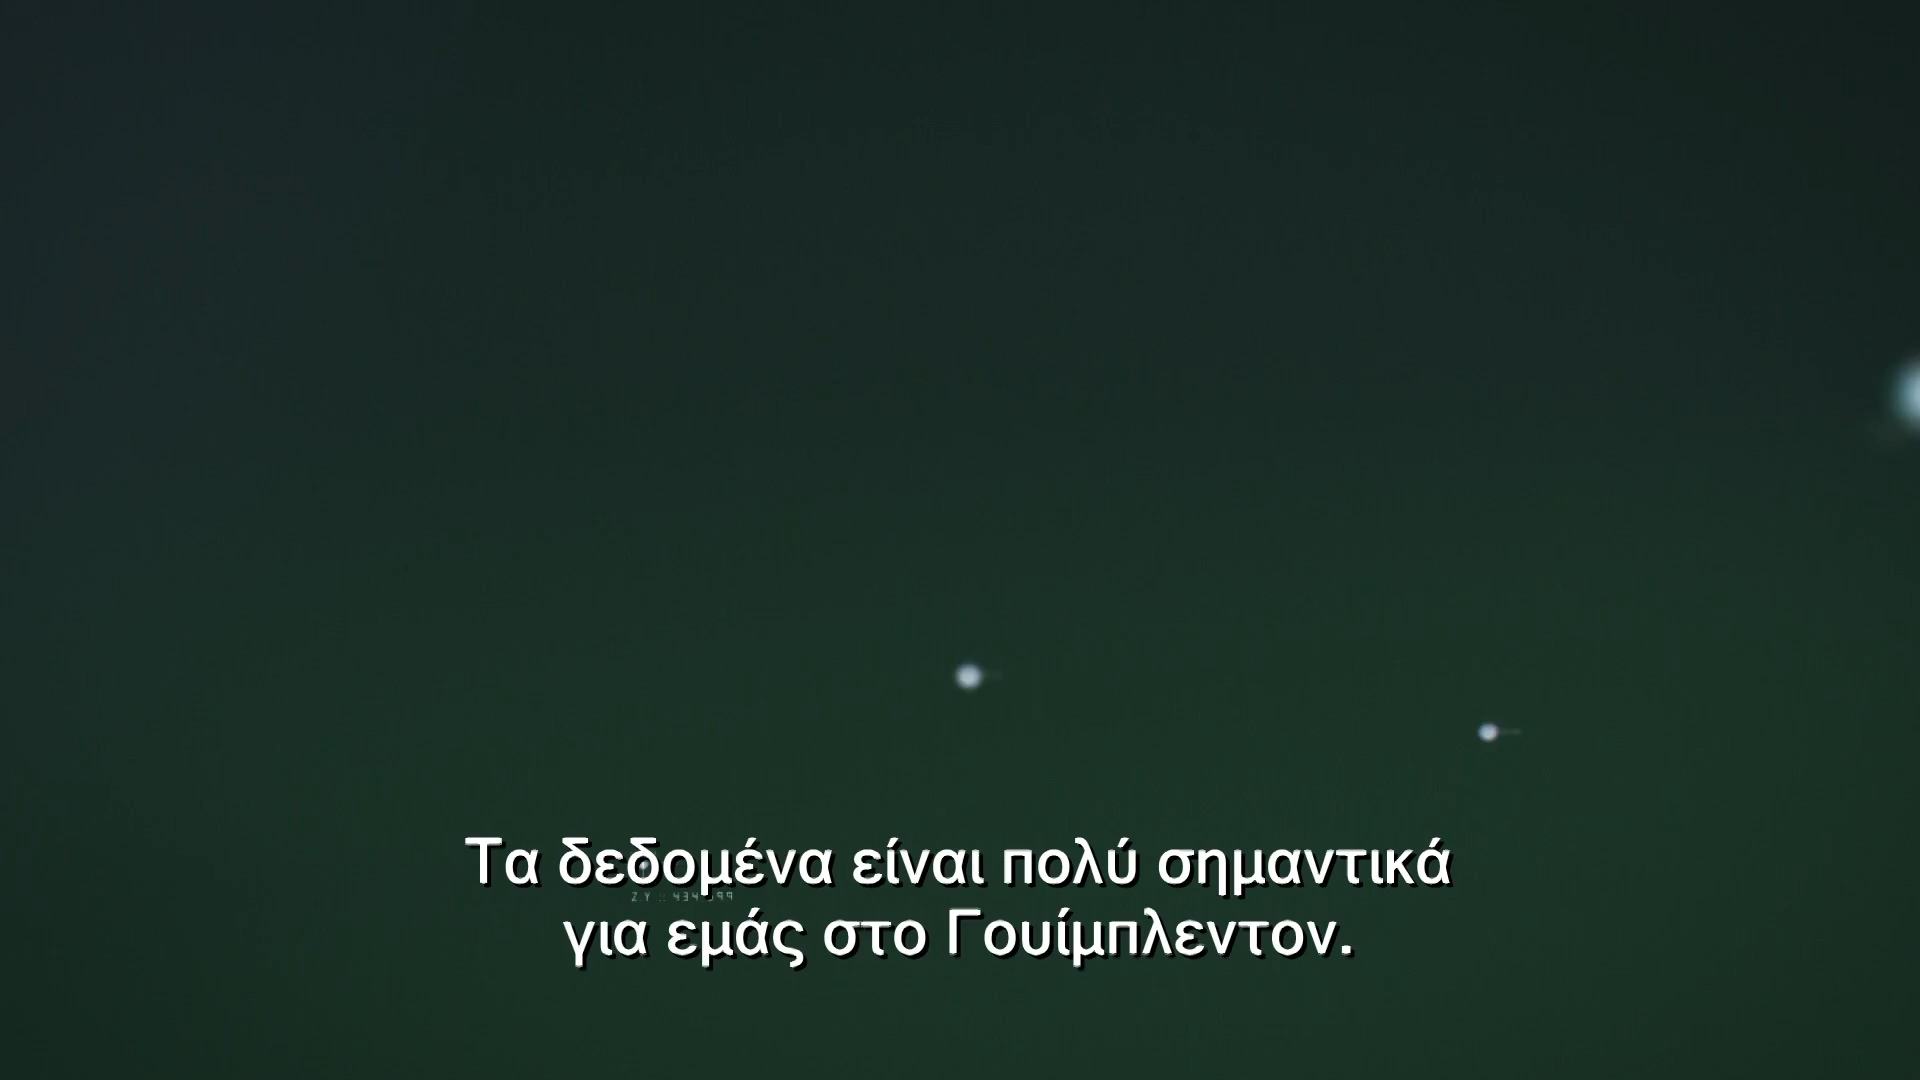 Τα δεδομένα είναι πολύ σημαντικά
για εμάς στο Γουίμπλεντον.